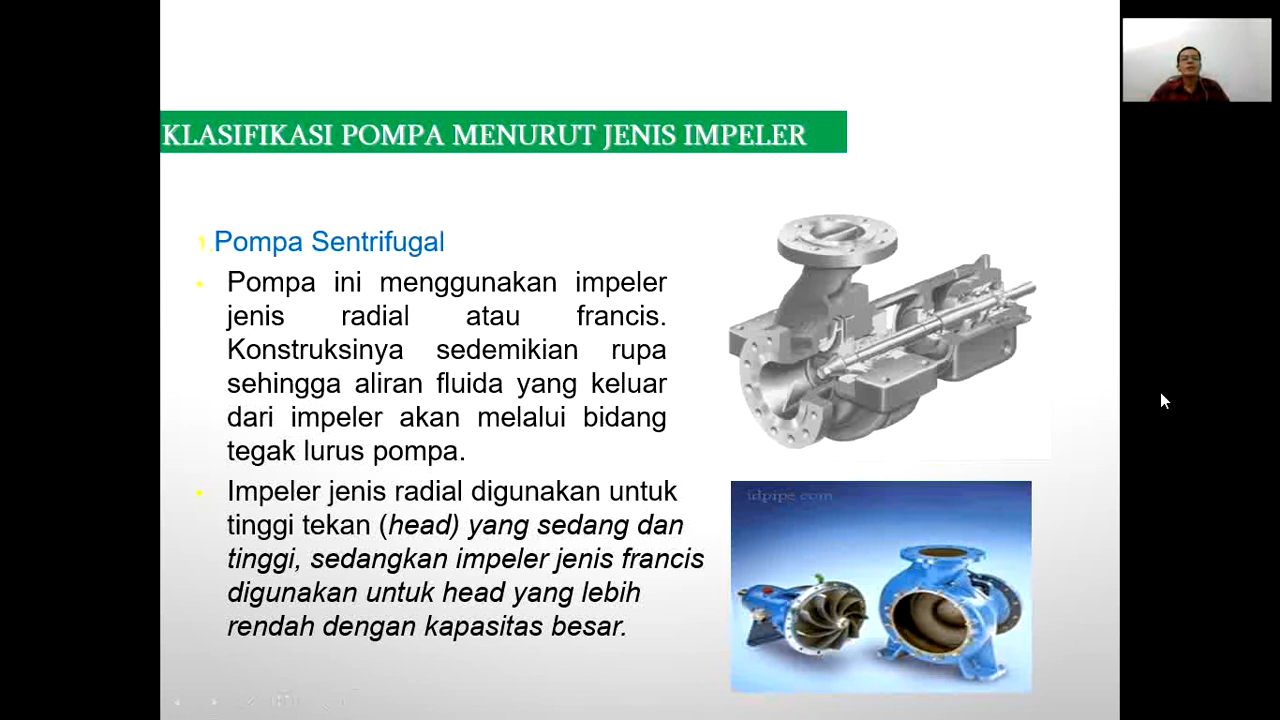 KLASIFIKASI POMPA MENURUT JENIS IMPELER
1 Pompa Sentrifugal
• Pompa ini menggunakan impeler
jenis radial atau francis.
Konstruksinya sedemikian rupa
sehingga aliran fluida yang keluar
dari impeler akan melalui bidang
tegak lurus pompa.
• Impeler jenis radial digunakan untuk
tinggi tekan (head) yang sedang dan
tinggi, sedangkan impeler jenis francis
digunakan untuk head yang lebih
rendah dengan kapasitas besar.
idpipe.com